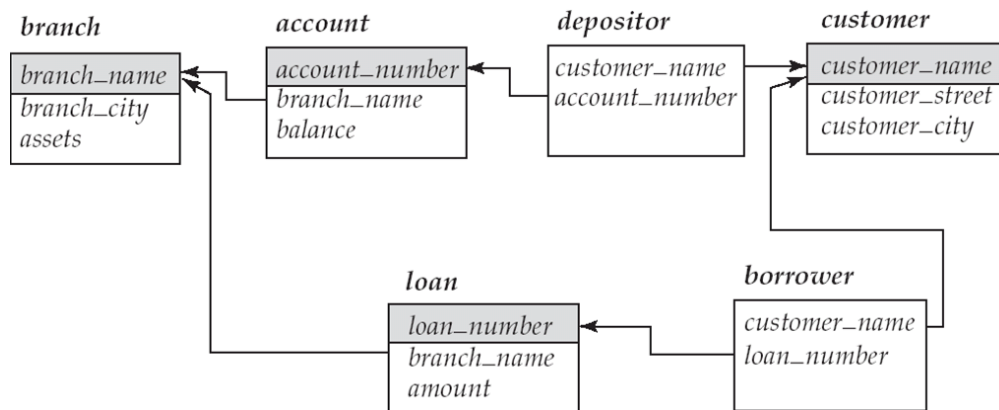 branch
branch_name
branch_city
assets
account
account_number
branch_name
balance
depositor
customer_name
account_number
customer
customer_name
customer_street
customer_city
loan
loan_number
branch_name
amount
borrower
customer_name
loan_number